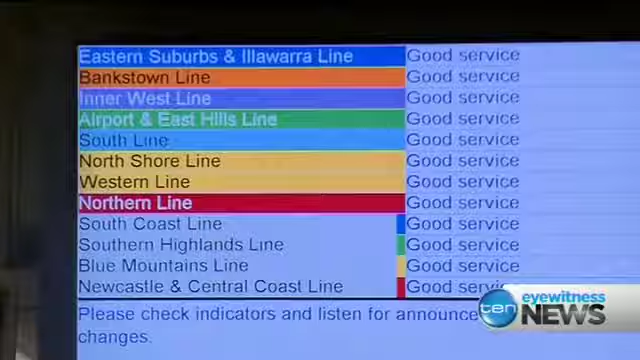 Eastern Suburbs & Illawarra Line Good service
Bankstown Line Good service
Inner West Line Good service
Airport & East Hills Line Good service
South Line Good service
North Shore Line Good service
Western Line Good service
Northern Line Good service
South Coast Line Good service
Southern Highlands Line Good service
Blue Mountains Line Good service
Newcastle & Central Coast Line Good
Please check indicators and listen for
changes.
ten eyewitness
NEWS